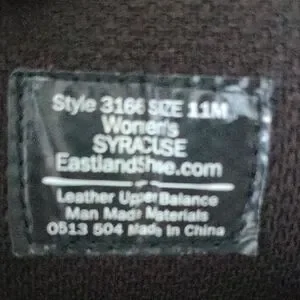 Style 3166 SIZE 11M
Women's
SYRACUSE
EastlandShoe.com
Leather Upper Balance
Man Made Materials
0513 504 Made In China